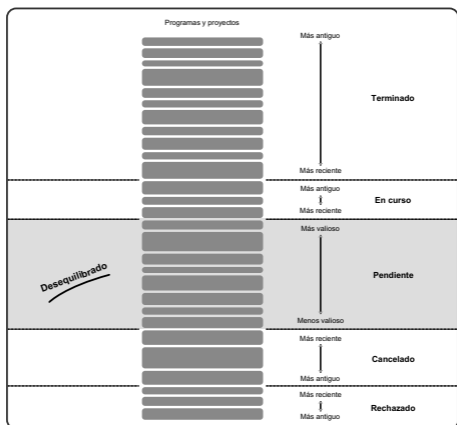 Programas y proyectos
Más antiguo
Terminado
Más reciente
Más antiguo
En curso
Más reciente
Más valioso
Desequilibrado
Pendiente
Menos valioso
Más reciente
Cancelado
Más antiguo
Más reciente
Rechazado
Más antiguo